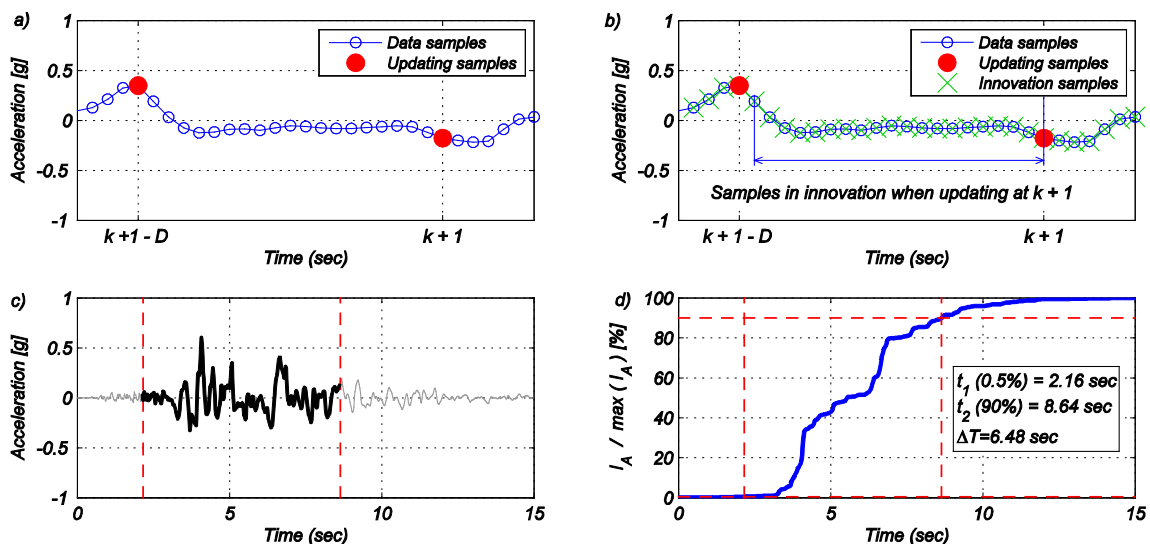 a)
1
0.5
0
-0.5
-1
Acceleration [g]
Data samples
Updating samples
k +1 - D
k + 1
Time (sec)
b)
1
0.5
0
-0.5
-1
Acceleration [g]
Data samples
Updating samples
Innovation samples
Samples in innovation when updating at k + 1
k + 1 - D
k + 1
Time (sec)
c)
1
0.5
0
-0.5
-1
Acceleration [g]
0
5
10
15
Time (sec)
d)
100
80
60
40
20
0
I_A / max ( I_A ) [%]
t_1 (0.5%) = 2.16 sec
t_2 (90%) = 8.64 sec
ΔT=6.48 sec
0
5
10
15
Time (sec)